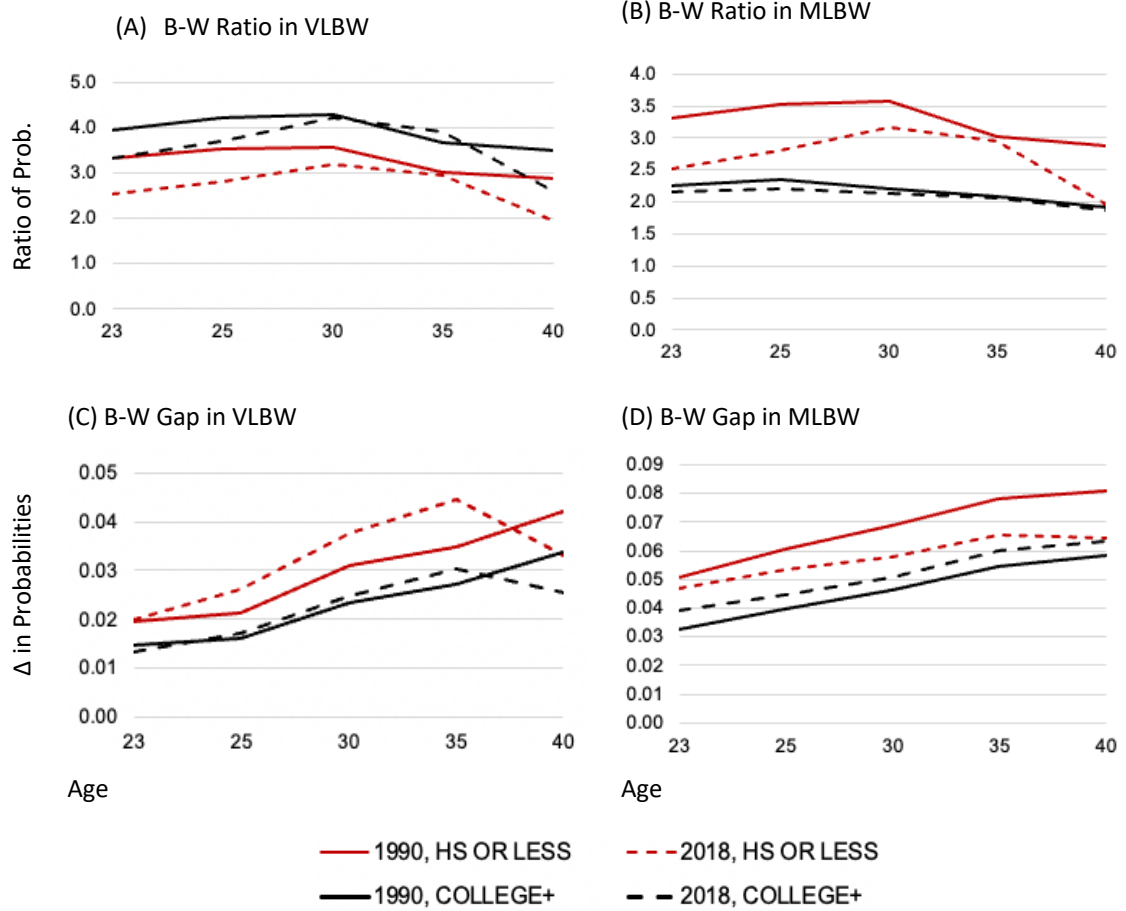 (A) B-W Ratio in VLBW
Ratio of Prob.
5.0
4.0
3.0
2.0
1.0
0.0
23 25 30 35 40
(B) B-W Ratio in MLBW
4.0
3.5
3.0
2.5
2.0
1.5
1.0
0.5
0.0
23 25 30 35 40
(C) B-W Gap in VLBW
Δ in Probabilities
0.05
0.04
0.03
0.02
0.01
0.00
23 25 30 35 40
Age
(D) B-W Gap in MLBW
0.09
0.08
0.07
0.06
0.05
0.04
0.03
0.02
0.01
0.00
23 25 30 35 40
Age
1990, HS OR LESS 2018, HS OR LESS
1990, COLLEGE+ 2018, COLLEGE+